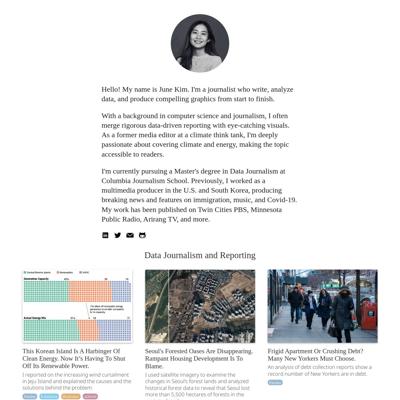 Hello! My name is June Kim. I'm a journalist who write, analyze
data, and produce compelling graphics from start to finish.
With a background in computer science and journalism, I often
merge rigorous data-driven reporting with eye-catching visuals.
As a former media editor at a climate think tank, I'm deeply
passionate about covering climate and energy, making the topic
accessible to readers.
I'm currently pursuing a Master's degree in Data Journalism at
Columbia Journalism School. Previously, I worked as a
multimedia producer in the U.S. and South Korea, producing
breaking news and features on immigration, music, and Covid-19.
My work has been published on Twin Cities PBS, Minnesota
Public Radio, Arirang TV, and more.
Data Journalism and Reporting
This Korean Island Is A Harbinger Of
Clean Energy. Now It's Having To Shut
Off Its Renewable Power.
I reported on the increasing wind curtailment
in Jeju Island and explained the causes and the
solutions behind the problem
Seoul's Forested Oases Are Disappearing.
Rampant Housing Development Is To
Blame.
I used satellite imagery to examine the
changes in Seoul's forest lands and analyzed
historical forest data to reveal that Seoul lost
more than 5,500 hectares of forests in the
Frigid Apartment Or Crushing Debt?
Many New Yorkers Must Choose.
An analysis of debt collection reports show a
record number of New Yorkers are in debt.